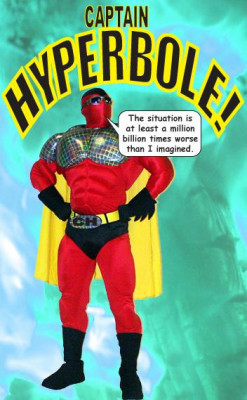 CAPTAIN
HYPERBOLE!
The situation is
at least a million
billion times worse
than I imagined.